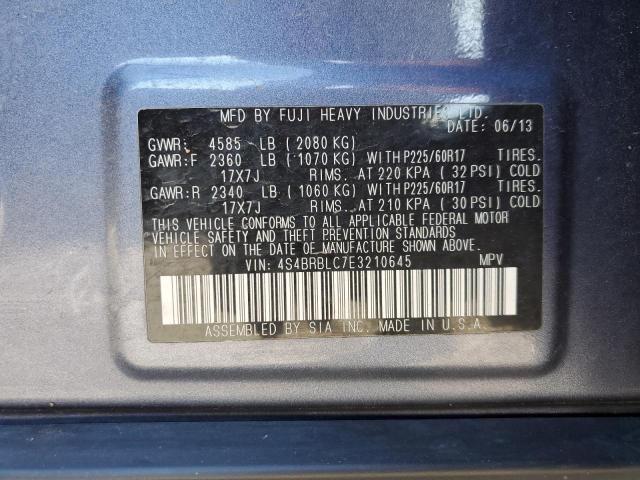 MFD BY FUJI HEAVY INDUSTRIES LTD.
DATE: 06/13
GVWR: 4585 LB (2080 KG)
GAWR:F 2360 LB (1070 KG) WITH P225/60R17 TIRES.
17X7J RIMS. AT 220 KPA (32 PSI) COLD
GAWR:R 2340 LB (1060 KG) WITH P225/60R17 TIRES.
17X7J RIMS. AT 210 KPA (30 PSI) COLD
THIS VEHICLE CONFORMS TO ALL APPLICABLE FEDERAL MOTOR
VEHICLE SAFETY AND THEFT PREVENTION STANDARDS IN EFFECT
ON THE DATE OF MANUFACTURE SHOWN ABOVE.
VIN: 4S4BRBLC7E3210645 MPV
ASSEMBLED BY SIA INC. MADE IN U.S.A